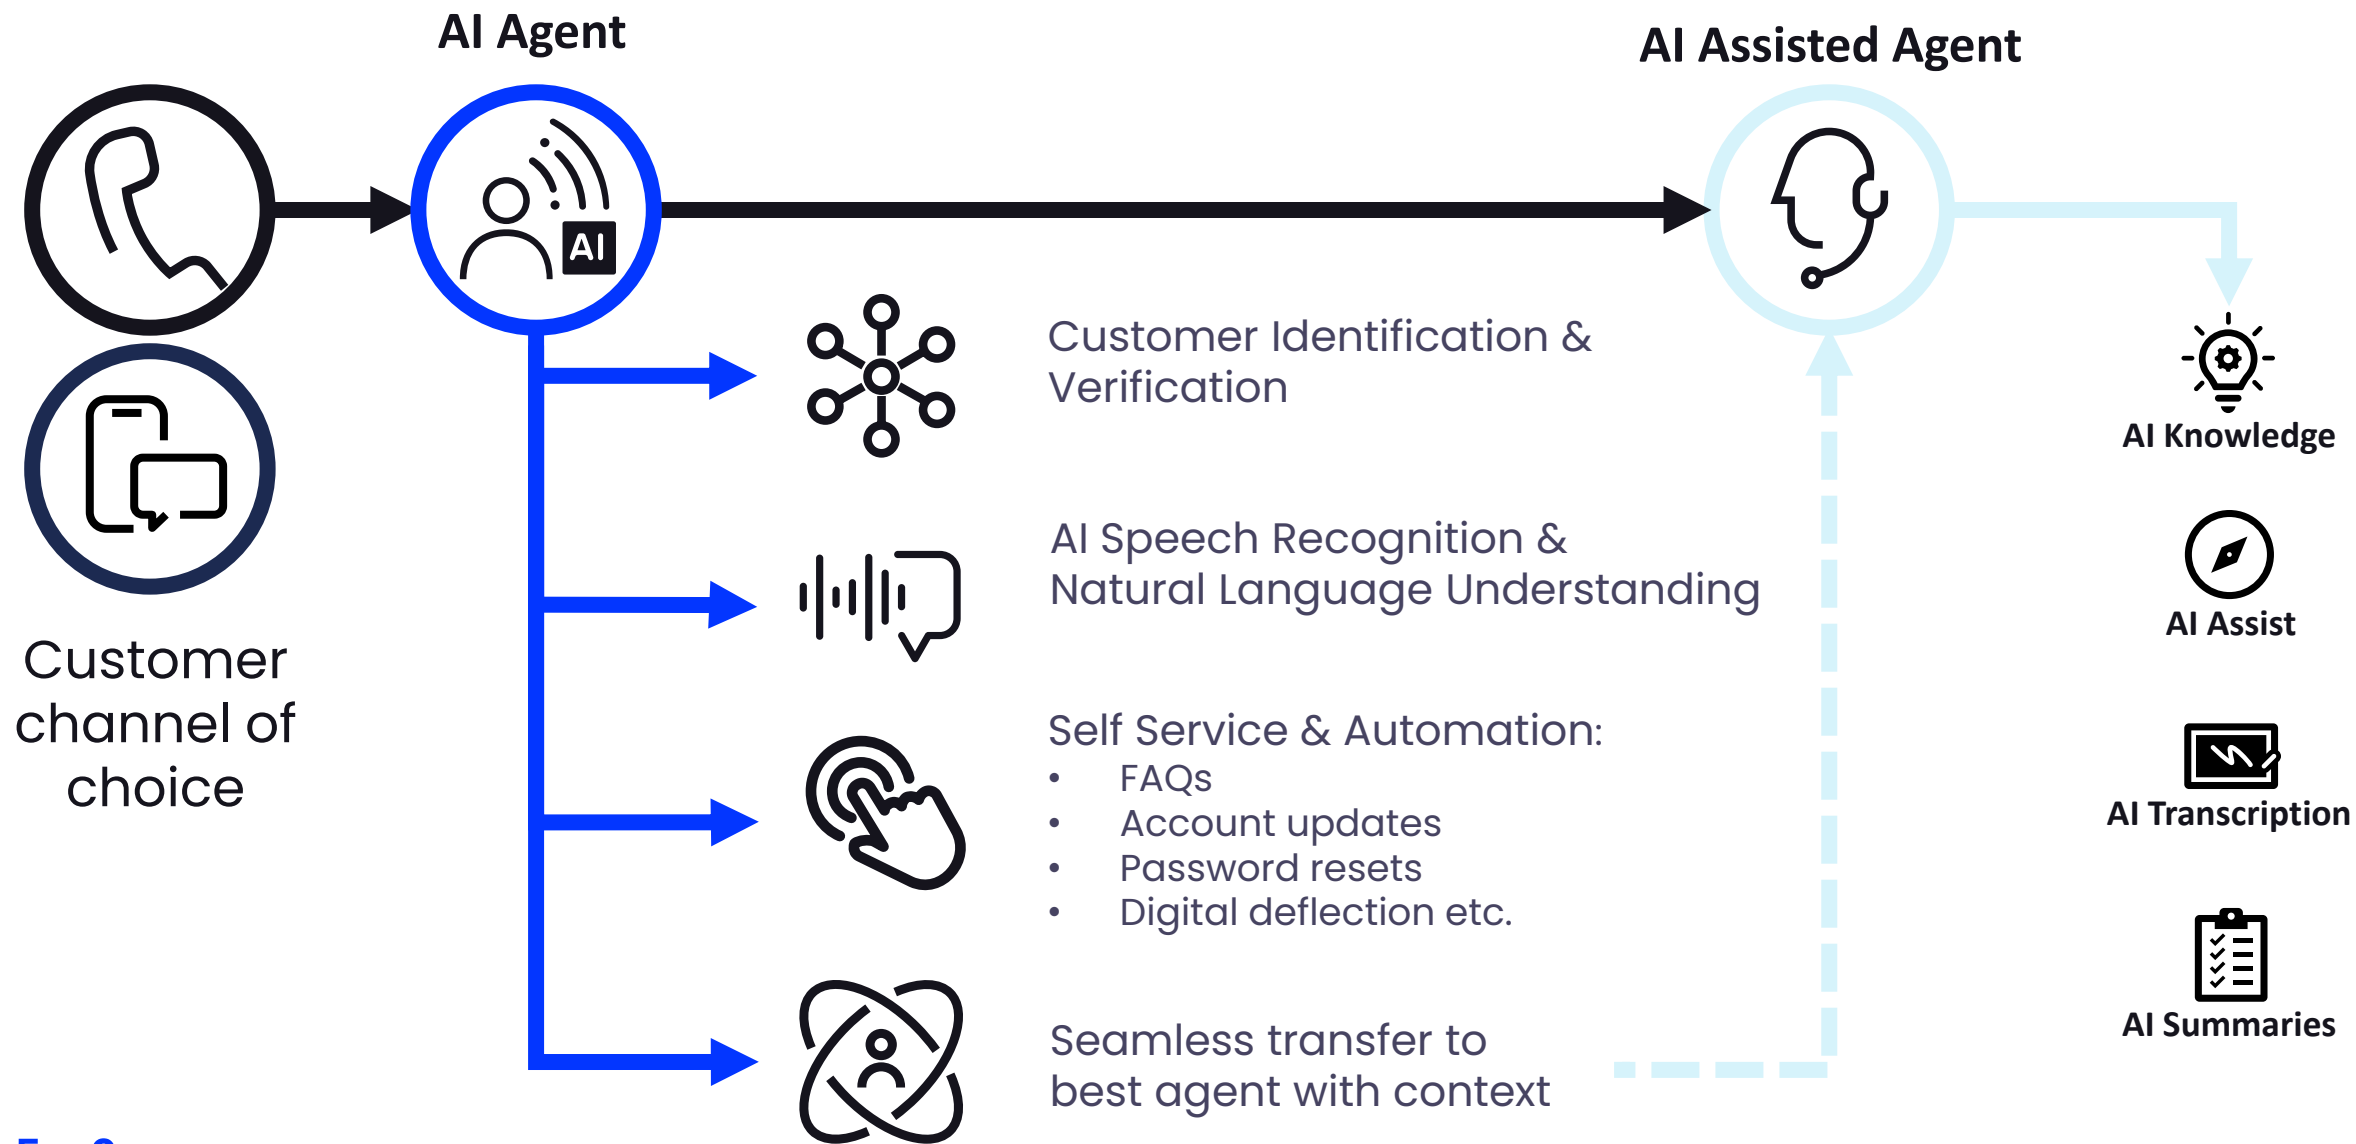 AI Agent
AI Assisted Agent
AI
Customer
channel of
choice
Customer Identification &
Verification
AI Speech Recognition &
Natural Language Understanding
Self Service & Automation:
• FAQs
• Account updates
• Password resets
• Digital deflection etc.
Seamless transfer to
best agent with context
AI Knowledge
AI Assist
AI Transcription
AI Summaries